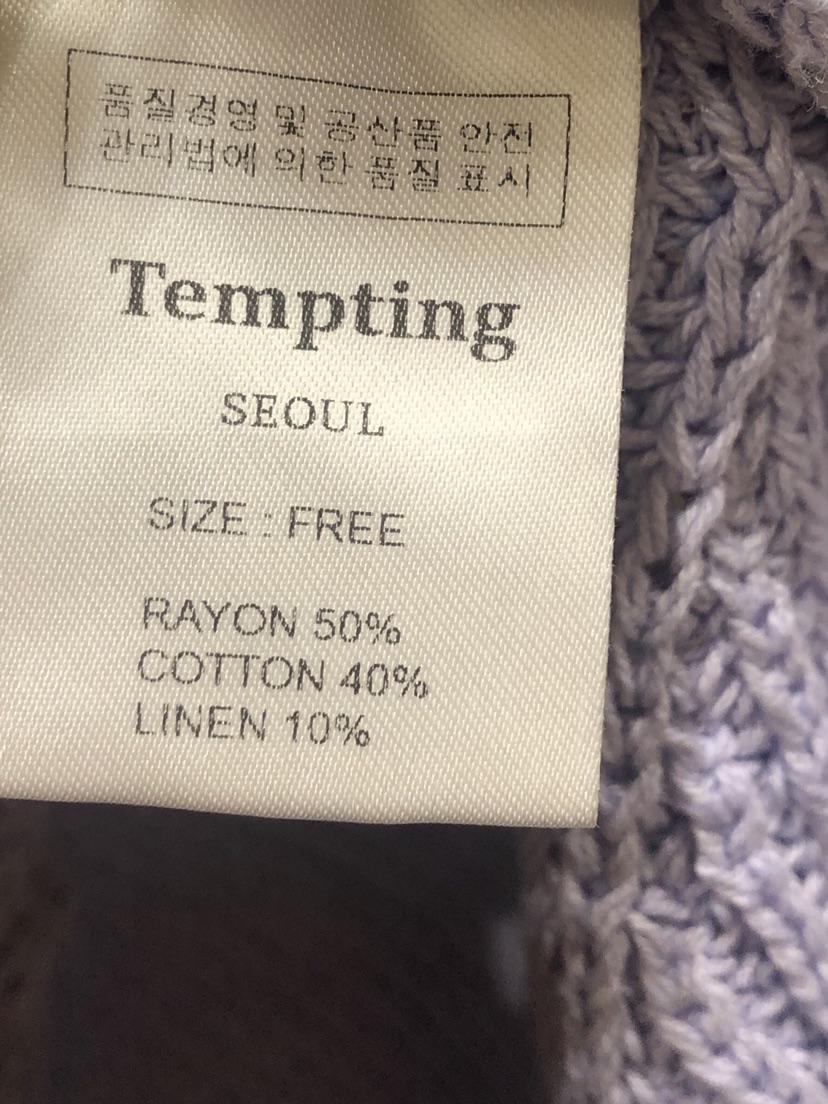 품질경영 및 공산품 안전
관리법에 의한 품질 표시
Tempting
SEOUL
SIZE : FREE
RAYON 50%
COTTON 40%
LINEN 10%